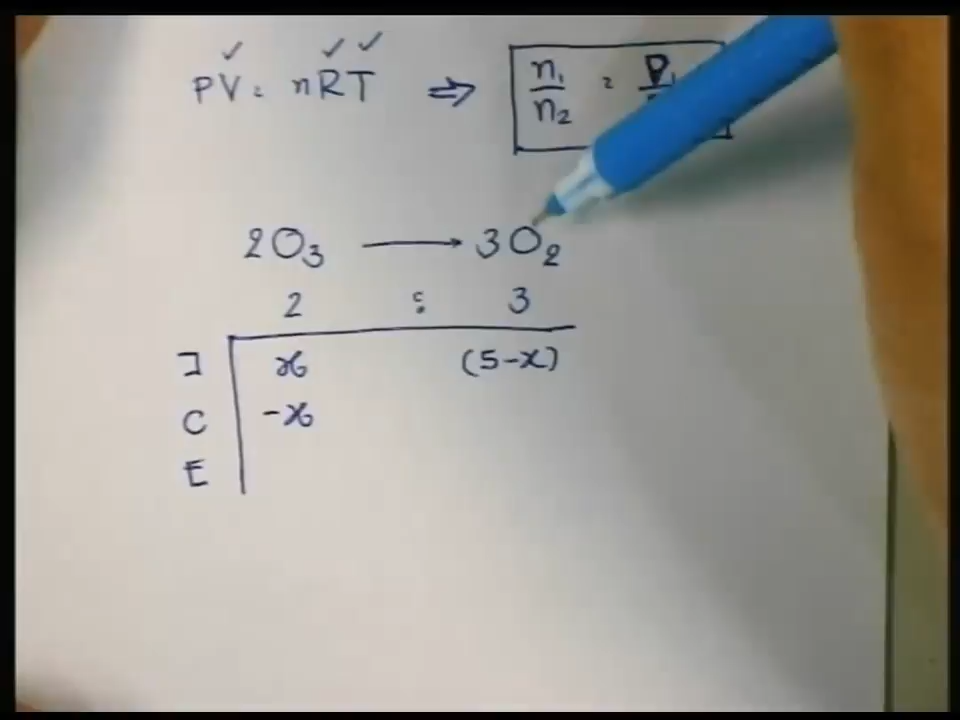 PV = nRT ⇒ n₁/n₂ = P₁
2O₃ → 3O₂
2 : 3
I x (5-x)
C -x
E